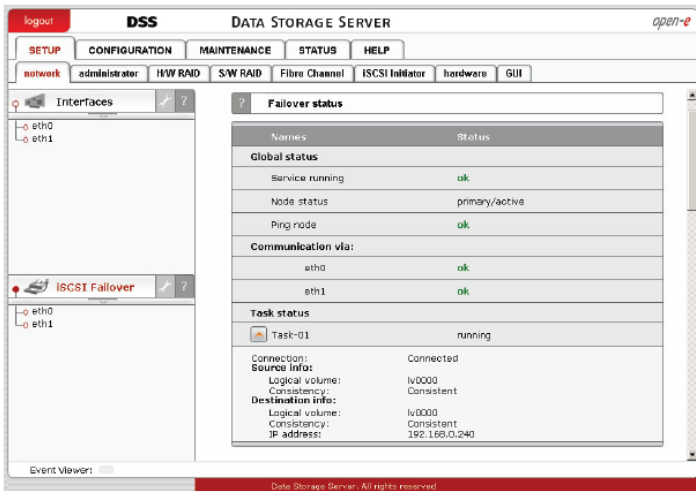 logout
DSS
DATA STORAGE SERVER
open-e
SETUP CONFIGURATION MAINTENANCE STATUS HELP
network administrator H/W RAID S/W RAID Fibre Channel iSCSI Initiator hardware GUI
Interfaces ?
eth0
eth1
iSCSI Failover ?
eth0
eth1
? Failover status
Names Status
Global status
Service running ok
Node status primary/active
Ping node ok
Communication via:
eth0 ok
eth1 ok
Task status
Task-01 running
Connection: Connected
Source info:
Logical volume: lv0000
Consistency: Consistent
Destination info:
Logical volume: lv0000
Consistency: Consistent
IP address: 192.168.0.240
Event Viewer:
Data Storage Server. All rights reserved